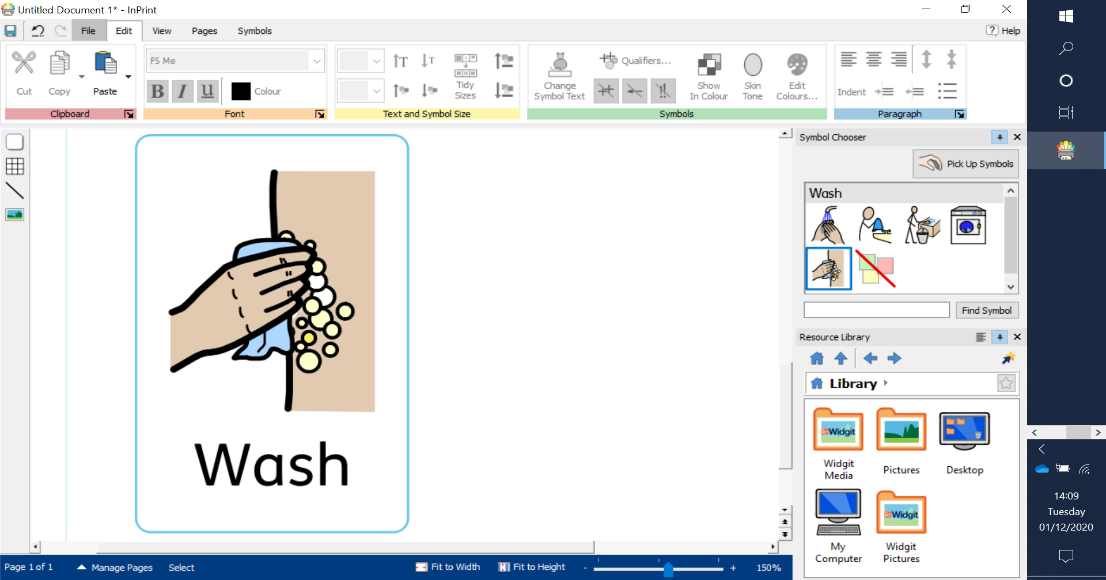 Untitled Document 1* - InPrint
File Edit View Pages Symbols Help
Cut Copy Paste
Clipboard
FS Me
B I U Colour
Font
Tidy Sizes
Text and Symbol Size
Change Symbol Text
Qualifiers...
Show In Colour
Skin Tone
Edit Colours...
Symbols
Indent
Paragraph
Wash
Symbol Chooser
Pick Up Symbols
Wash
Find Symbol
Resource Library
Library
Widgit
Widgit Media
Pictures
Desktop
My Computer
Widgit
Widgit Pictures
Page 1 of 1 Manage Pages Select Fit to Width Fit to Height - + 150%
14:09
Tuesday
01/12/2020